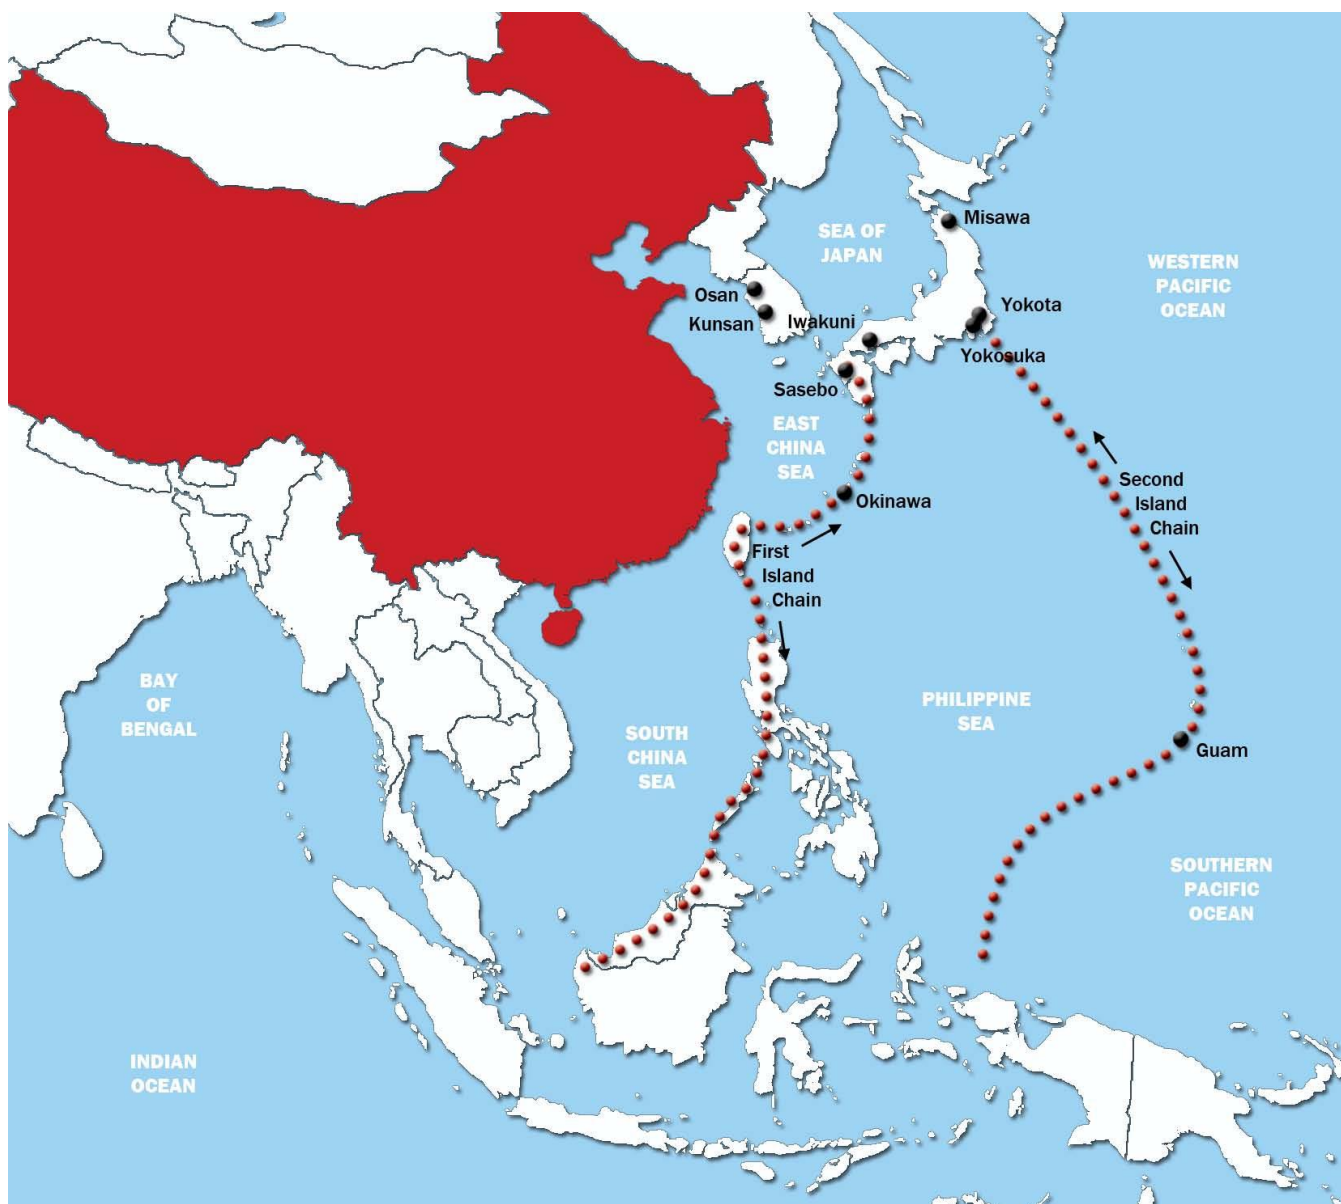 Misawa
SEA OF
JAPAN
WESTERN
PACIFIC
OCEAN
Osan
Kunsan
Iwakuni
Yokota
Yokosuka
Sasebo
EAST
CHINA
SEA
Second
Island
Chain
Okinawa
First
Island
Chain
BAY
OF
BENGAL
SOUTH
CHINA
SEA
PHILIPPINE
SEA
Guam
SOUTHERN
PACIFIC
OCEAN
INDIAN
OCEAN